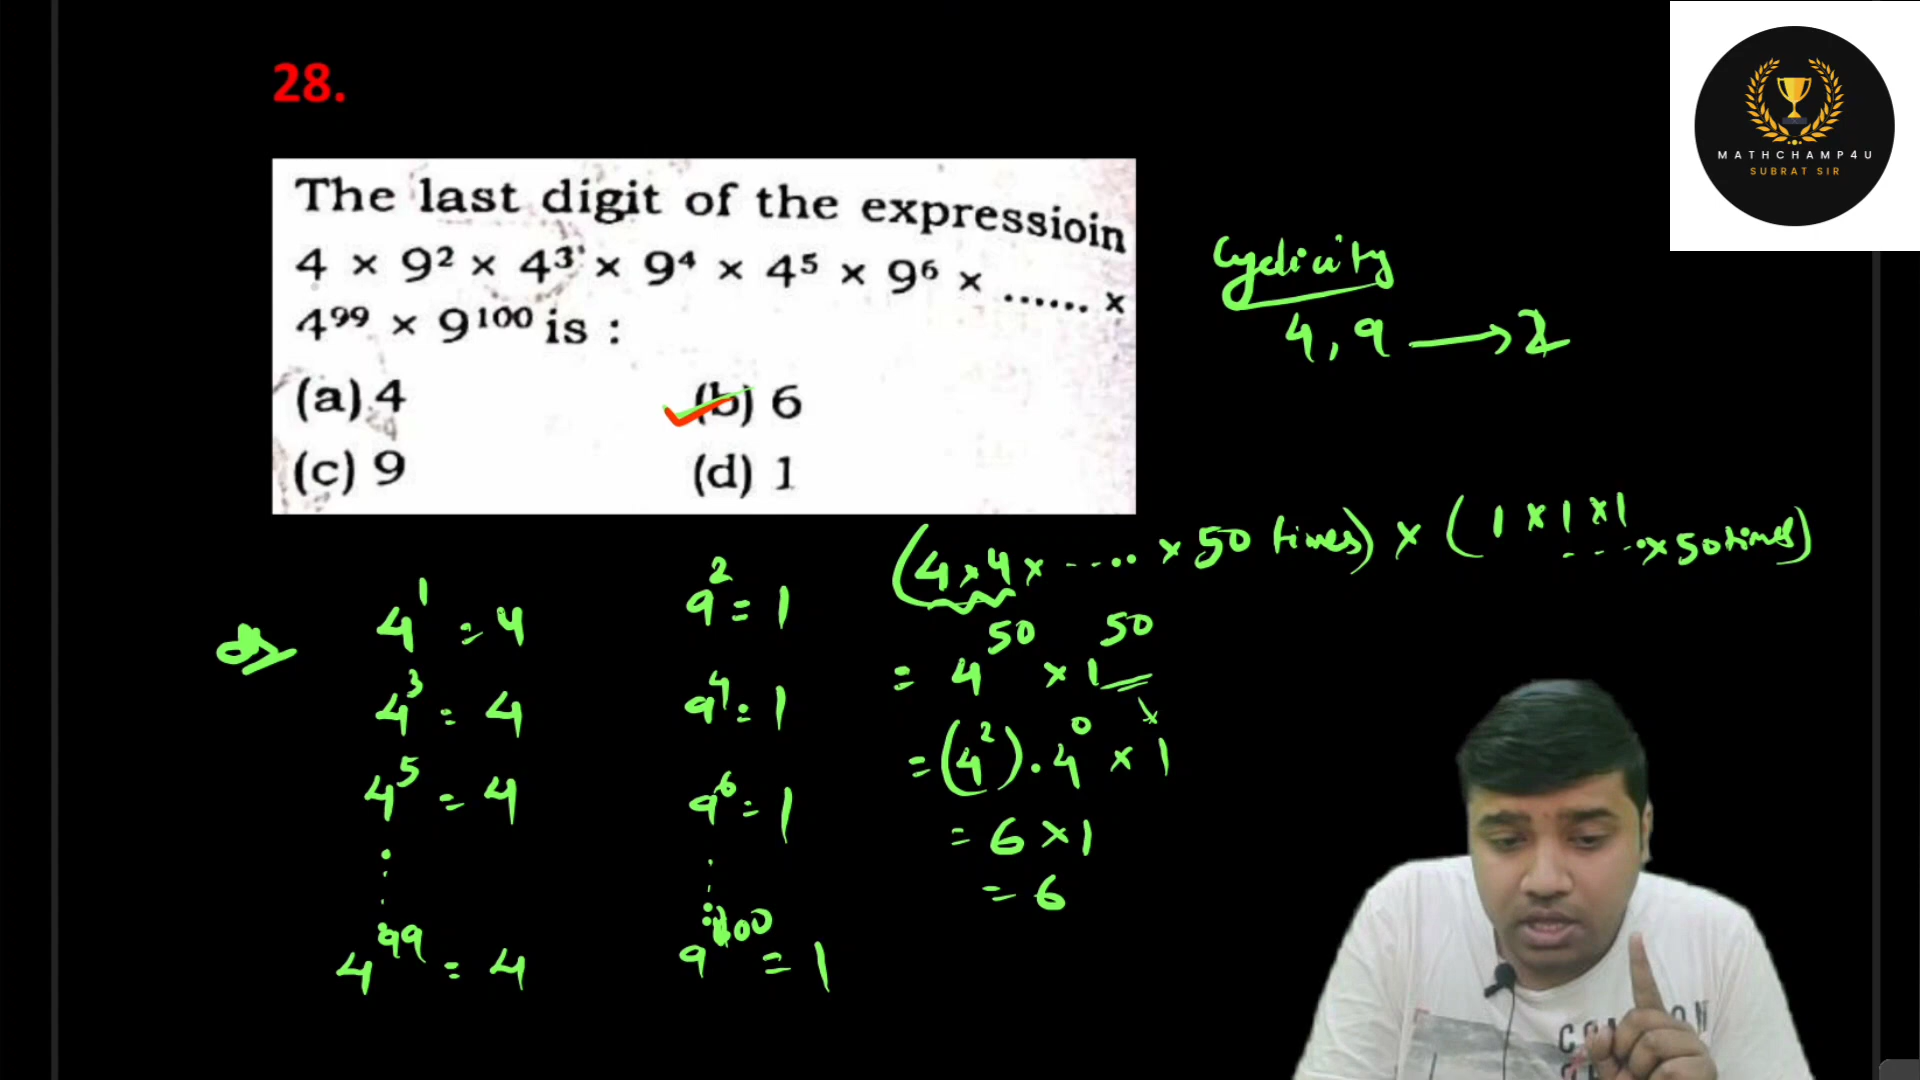 28.
MATHCHAMP4U
SUBRAT SIR
The last digit of the expressioin
4 × 9² × 4³ × 9⁴ × 4⁵ × 9⁶ × ...... ×
4⁹⁹ × 9¹⁰⁰ is :
(a) 4 (b) 6
(c) 9 (d) 1
Cyclicity
4, 9 → 2
4¹ = 4
4³ = 4
4⁵ = 4
4⁹⁹ = 4
9² = 1
9⁴ = 1
9⁶ = 1
9¹⁰⁰ = 1
(4 × 4 × ..... × 50 times) × (1 × 1 × 1 ..... × 50 times)
= 4⁵⁰ × 1⁵⁰
= (4²) · 4⁰ × 1
= 6 × 1
= 6